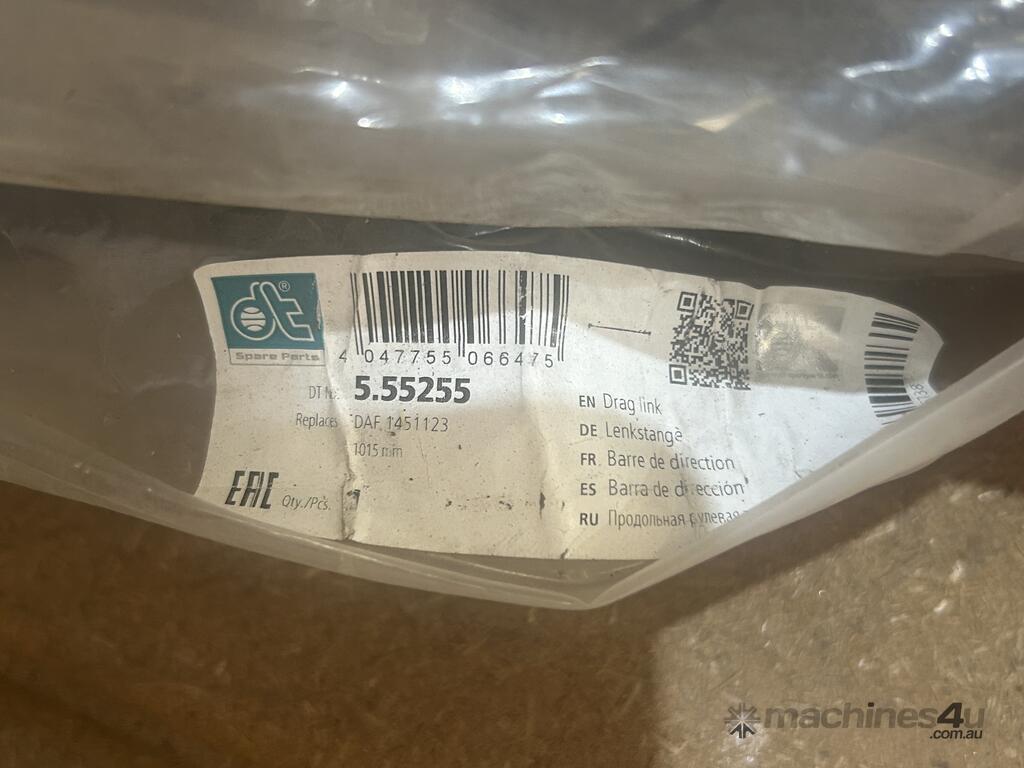 dt®
Spare Parts
4 047755 066475
DT No. 5.55255
Replaces DAF 1451123
1015 mm
EAC Qty./Pcs. 1
EN Drag link
DE Lenkstange
FR Barre de direction
ES Barra de dirección
RU Продольная рулевая
machines4u
.com.au